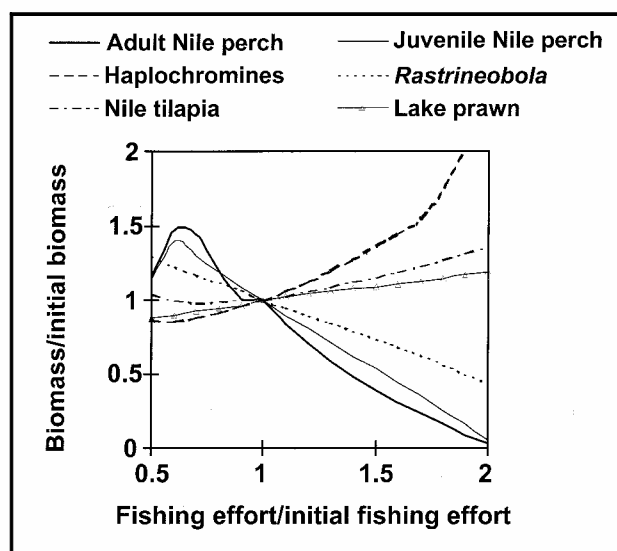 Adult Nile perch Juvenile Nile perch
Haplochromines Rastrineobola
Nile tilapia Lake prawn
2
1.5
1
0.5
0
0.5 1 1.5 2
Biomass/initial biomass
Fishing effort/initial fishing effort